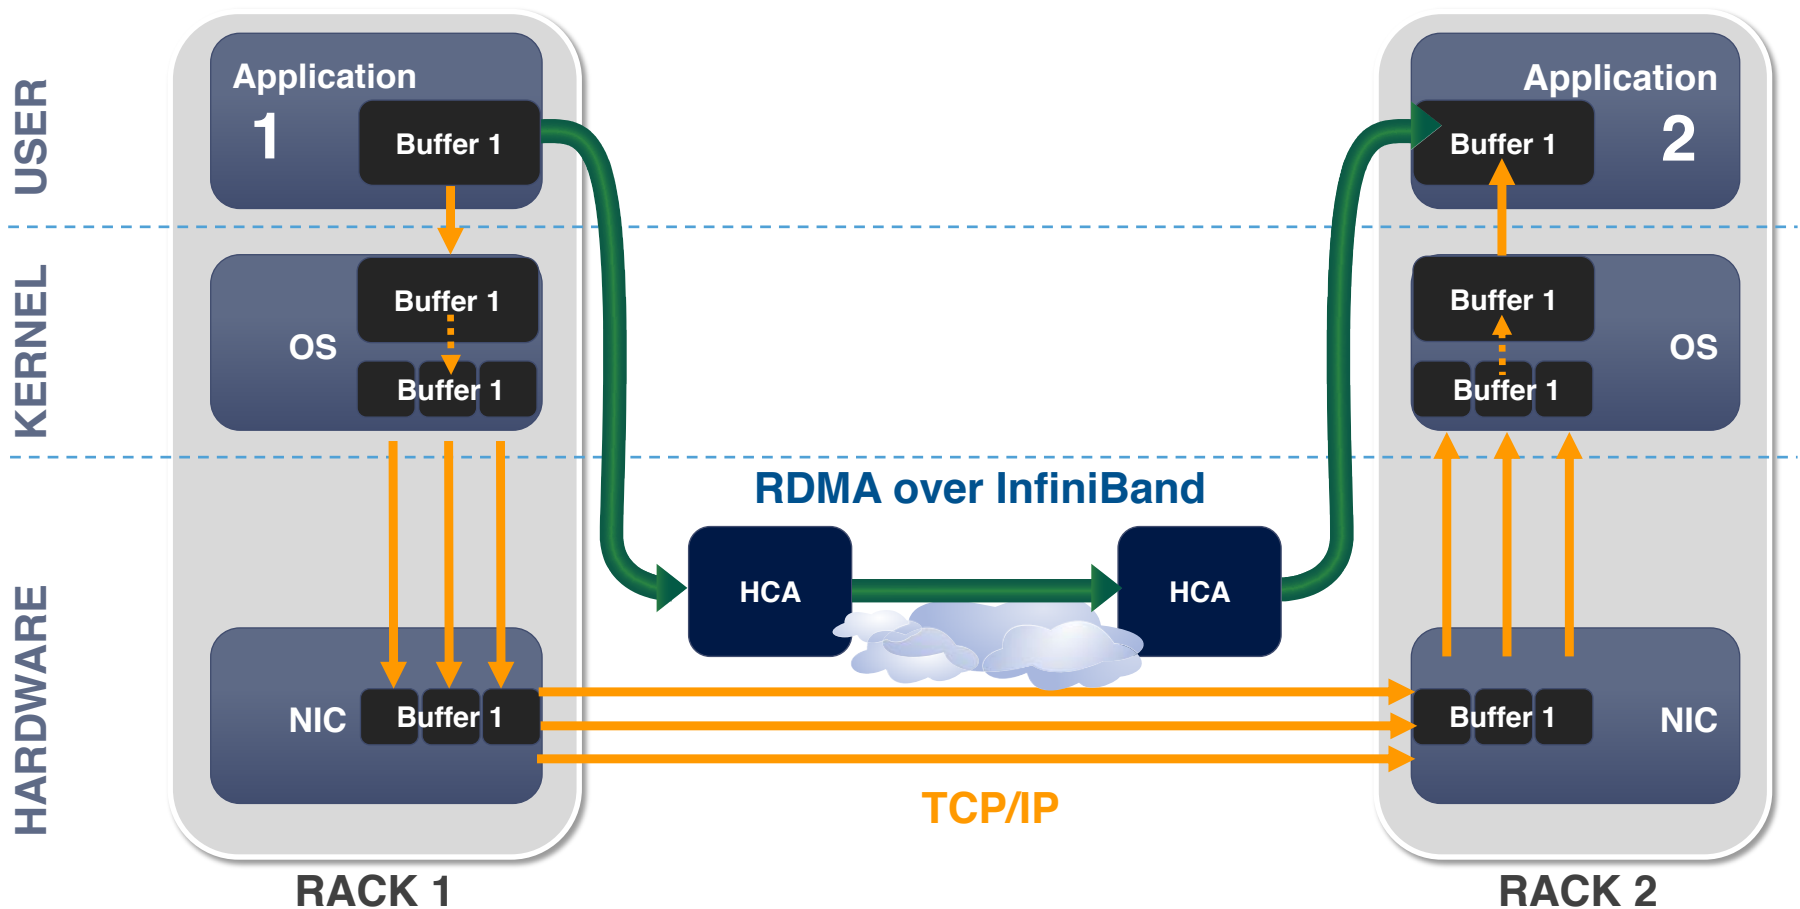 USER
Application
1
Buffer 1
Application
2
Buffer 1
KERNEL
Buffer 1
OS
Buffer 1
Buffer 1
OS
Buffer 1
RDMA over InfiniBand
HARDWARE
HCA
HCA
NIC
Buffer 1
Buffer 1
NIC
TCP/IP
RACK 1
RACK 2